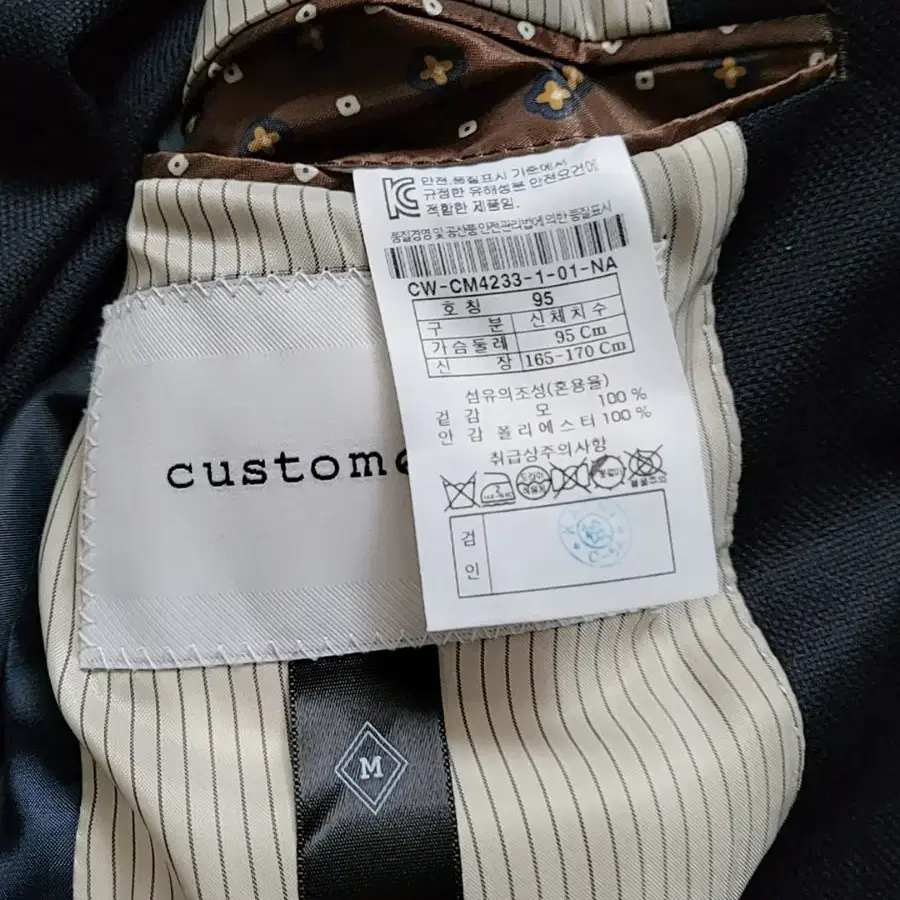 안전.품질표시 기준에서
규정한 유해성분 안전요건에
적합한 제품임.
품질경영 및 공산품안전관리법에 의한 품질표시
CW-CM4233-1-01-NA
호칭 95
구 분 신체치수
가슴둘레 95 Cm
신 장 165-170 Cm
섬유의조성(혼용율)
겉 감 모 100 %
안 감 폴리에스터 100 %
취급상주의사항
검
인
custome
M